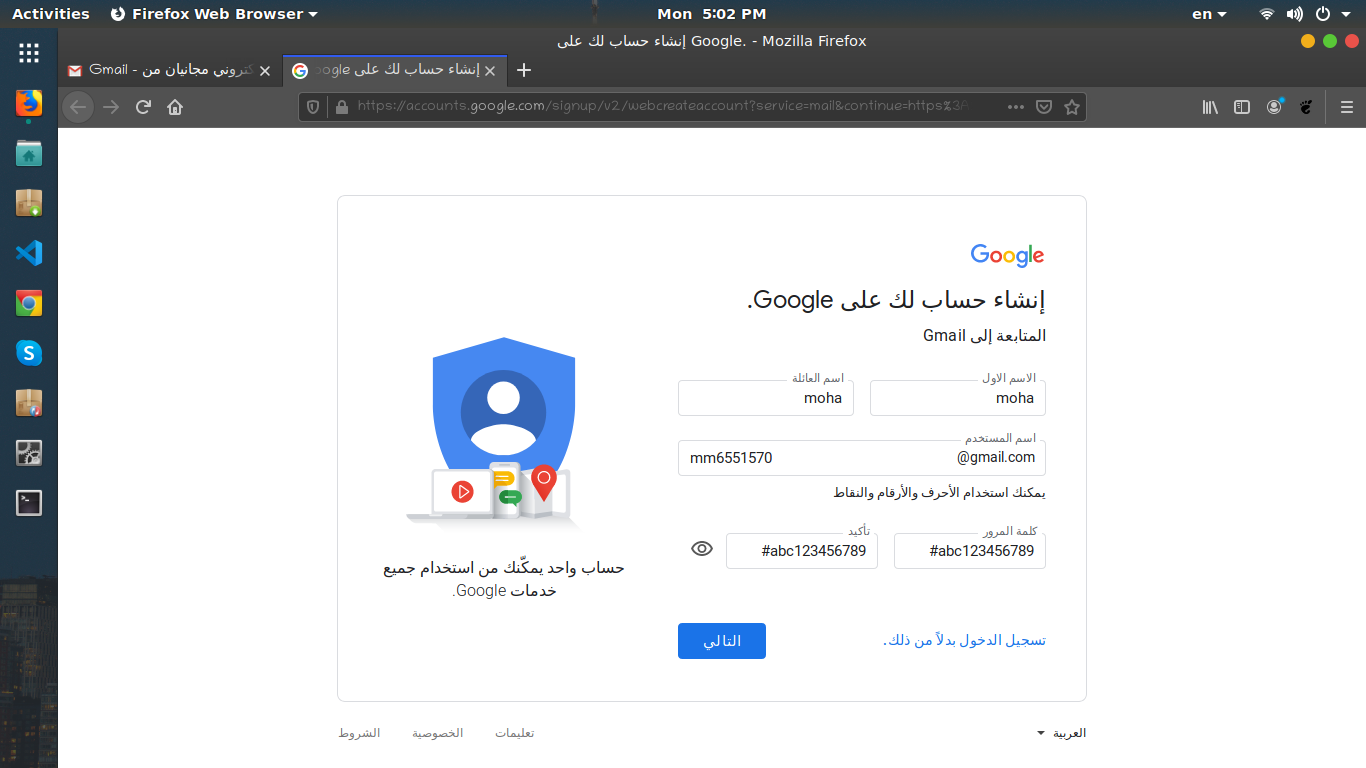 Activities Firefox Web Browser Mon 5:02 PM en
إنشاء حساب لك على Google. - Mozilla Firefox
Gmail - كتروني مجانيان من
إنشاء حساب لك على oogle
https://accounts.google.com/signup/v2/webcreateaccount?service=mail&continue=https%3A
Google
إنشاء حساب لك على Google.
المتابعة إلى Gmail
الاسم الاول
moha
اسم العائلة
moha
اسم المستخدم
mm6551570 @gmail.com
يمكنك استخدام الأحرف والأرقام والنقاط
كلمة المرور
#abc123456789
تأكيد
#abc123456789
تسجيل الدخول بدلاً من ذلك.
التالي
حساب واحد يمكّنك من استخدام جميع
خدمات Google.
العربية
تعليمات
الخصوصية
الشروط